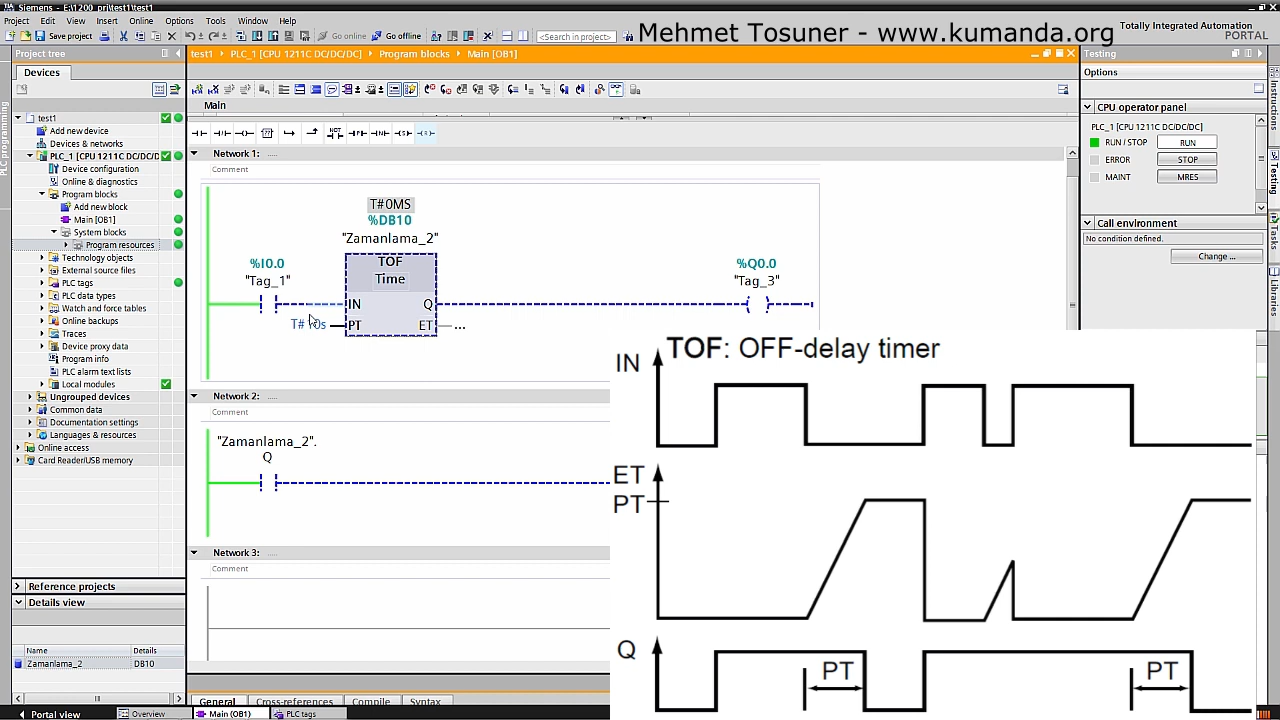 Siemens - E:\1200_prj\test1\test1
Project Edit View Insert Online Options Tools Window Help
Mehmet Tosuner - www.kumanda.org
Totally Integrated Automation
PORTAL
Save project
Go online
Go offline
<Search in project>
Project tree
test1 PLC_1 [CPU 1211C DC/DC/DC] Program blocks Main [OB1]
Testing
Devices
Options
PLC programming
Main
CPU operator panel
test1
Add new device
Devices & networks
PLC_1 [CPU 1211C DC/DC/D
Device configuration
Online & diagnostics
Program blocks
Add new block
Main [OB1]
System blocks
Program resources
Technology objects
External source files
PLC tags
PLC data types
Watch and force tables
Online backups
Traces
Device proxy data
Program info
PLC alarm text lists
Local modules
Ungrouped devices
Common data
Documentation settings
Languages & resources
Online access
Card Reader/USB memory
Reference projects
Details view
Name Details
Zamanlama_2 DB10
Network 1: .....
Comment
T#0MS
%DB10
"Zamanlama_2"
TOF
Time
%I0.0
"Tag_1"
IN Q
PT ET ...
%Q0.0
"Tag_3"
Network 2: .....
Comment
"Zamanlama_2".
Q
Network 3: .....
Comment
PLC_1 [CPU 1211C DC/DC/DC]
RUN / STOP RUN
ERROR STOP
MAINT MRES
Call environment
No condition defined.
Change ...
Instructions
Testing
Tasks
Libraries
TOF: OFF-delay timer
IN
ET
PT
Q
PT PT
General Cross-references Compile Syntax
Portal view Overview Main (OB1) PLC tags